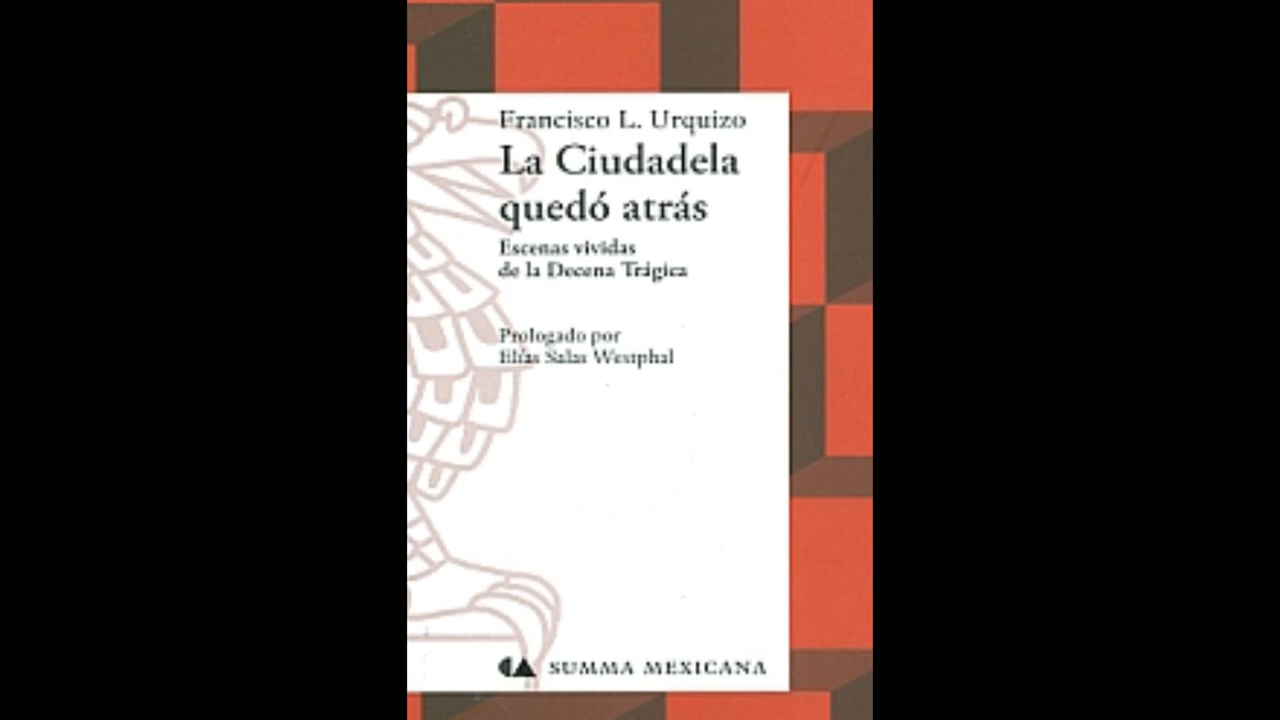 Francisco L. Urquizo
La Ciudadela
quedó atrás
Escenas vividas
de la Decena Trágica
Prologado por
Elías Salas Westphal
SUMMA MEXICANA